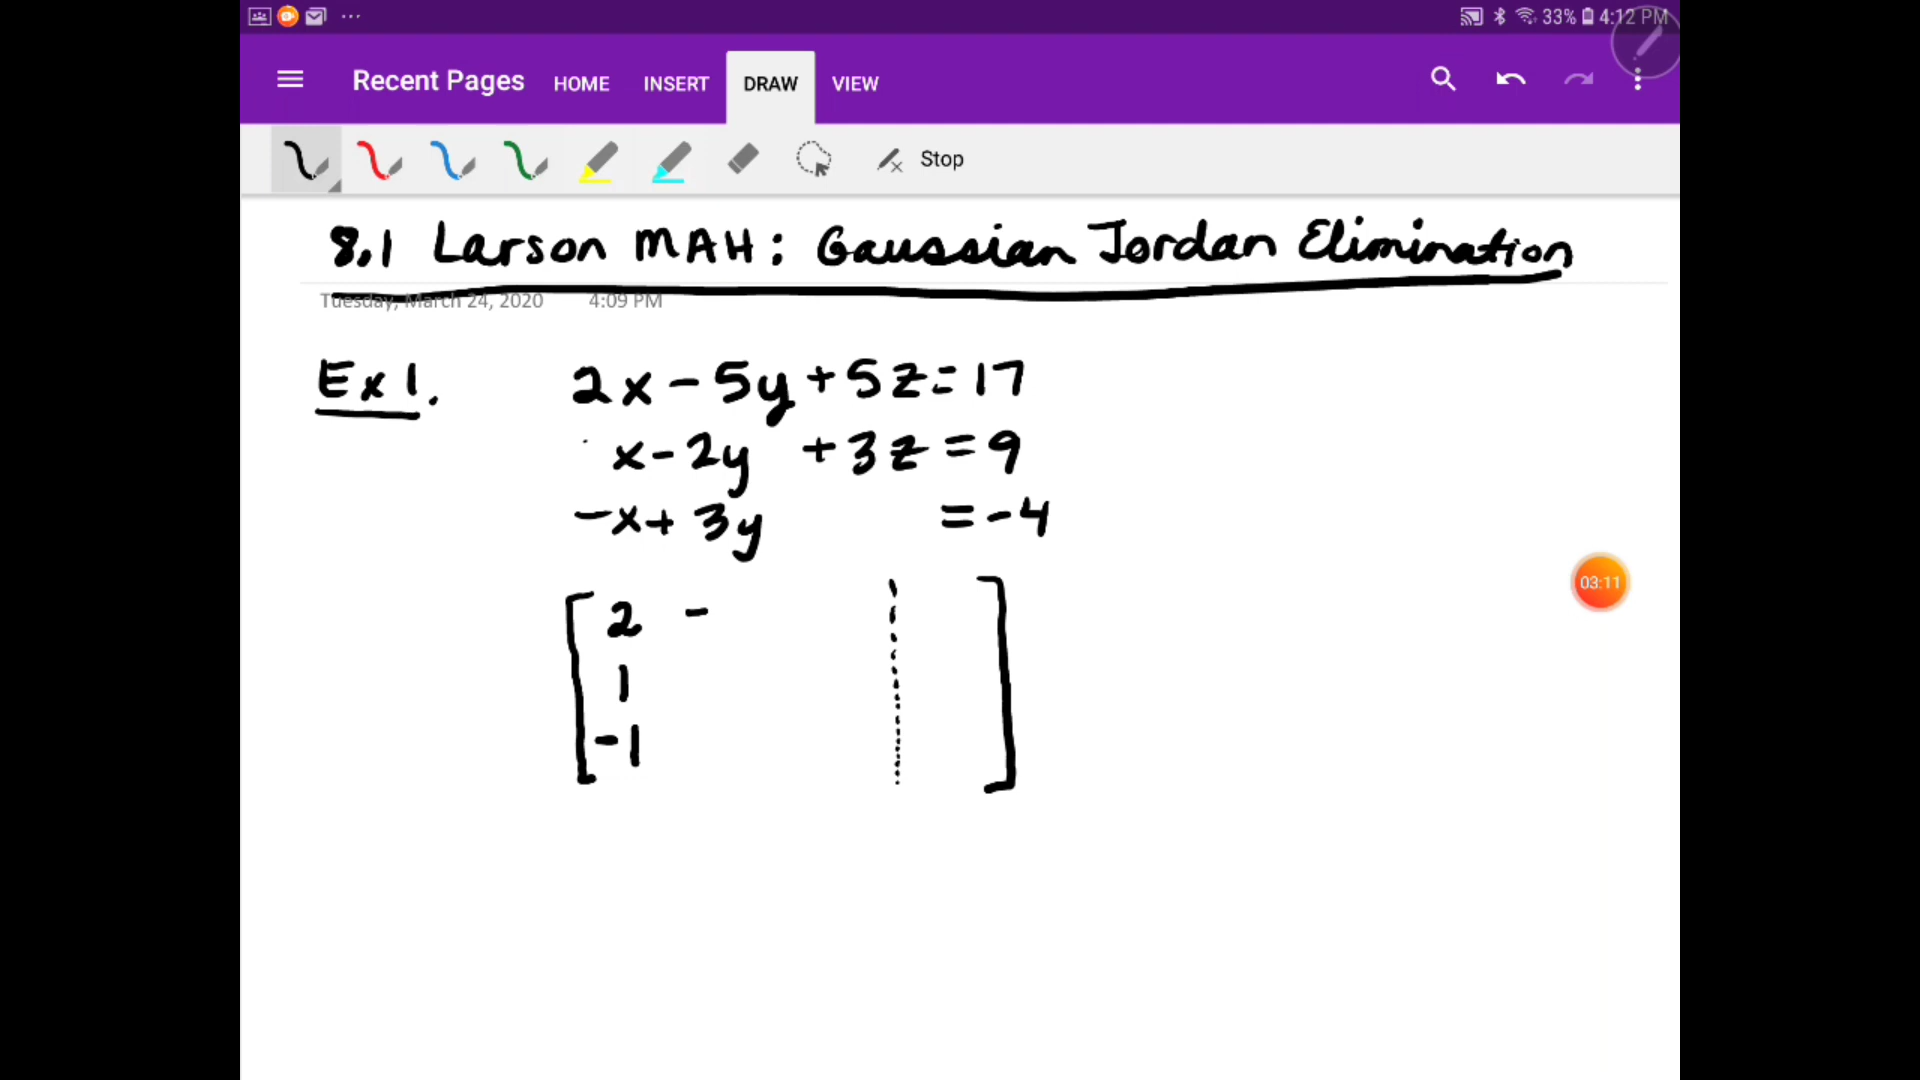 33% 4:12 PM
Recent Pages HOME INSERT DRAW VIEW
Stop
8.1 Larson MAH: Gaussian Jordan Elimination
Tuesday, March 24, 2020 4:09 PM
Ex 1. 2x - 5y + 5z = 17
x - 2y + 3z = 9
-x + 3y = -4
03:11
2 -
1
-1